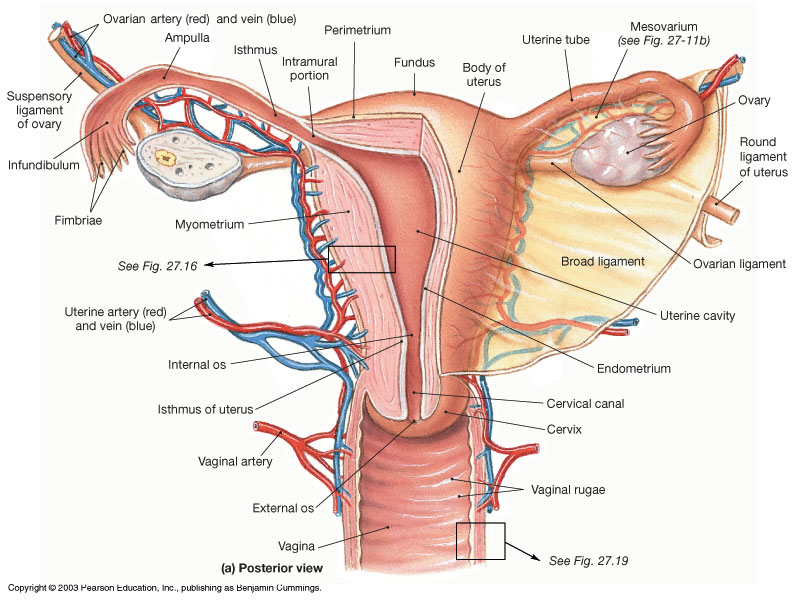 Ovarian artery (red) and vein (blue)
Ampulla
Isthmus
Intramural
portion
Perimetrium
Fundus
Body of
uterus
Uterine tube
Mesovarium
(see Fig. 27-11b)
Suspensory
ligament
of ovary
Ovary
Round
ligament
of uterus
Infundibulum
Fimbriae
Myometrium
See Fig. 27.16
Broad ligament
Ovarian ligament
Uterine artery (red)
and vein (blue)
Uterine cavity
Internal os
Endometrium
Isthmus of uterus
Cervical canal
Cervix
Vaginal artery
Vaginal rugae
External os
Vagina
See Fig. 27.19
(a) Posterior view
Copyright © 2003 Pearson Education, Inc., publishing as Benjamin Cummings.